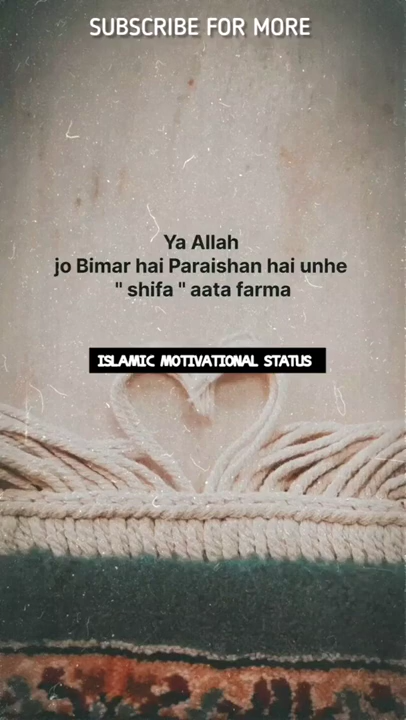 SUBSCRIBE FOR MORE
Ya Allah
jo Bimar hai Paraishan hai unhe
" shifa " aata farma
ISLAMIC MOTIVATIONAL STATUS